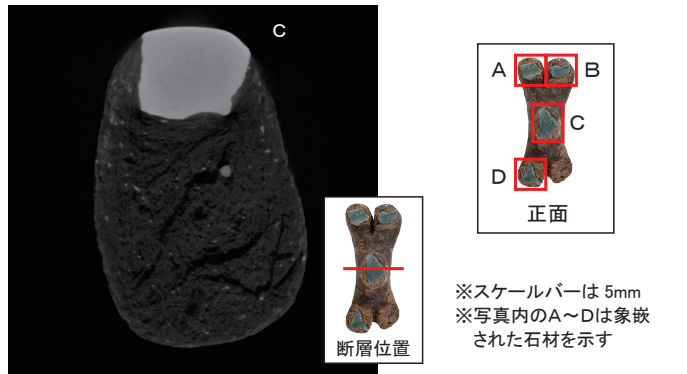 C
A
B
C
D
正面
断層位置
※スケールバーは 5mm
※写真内のA～Dは象嵌
された石材を示す